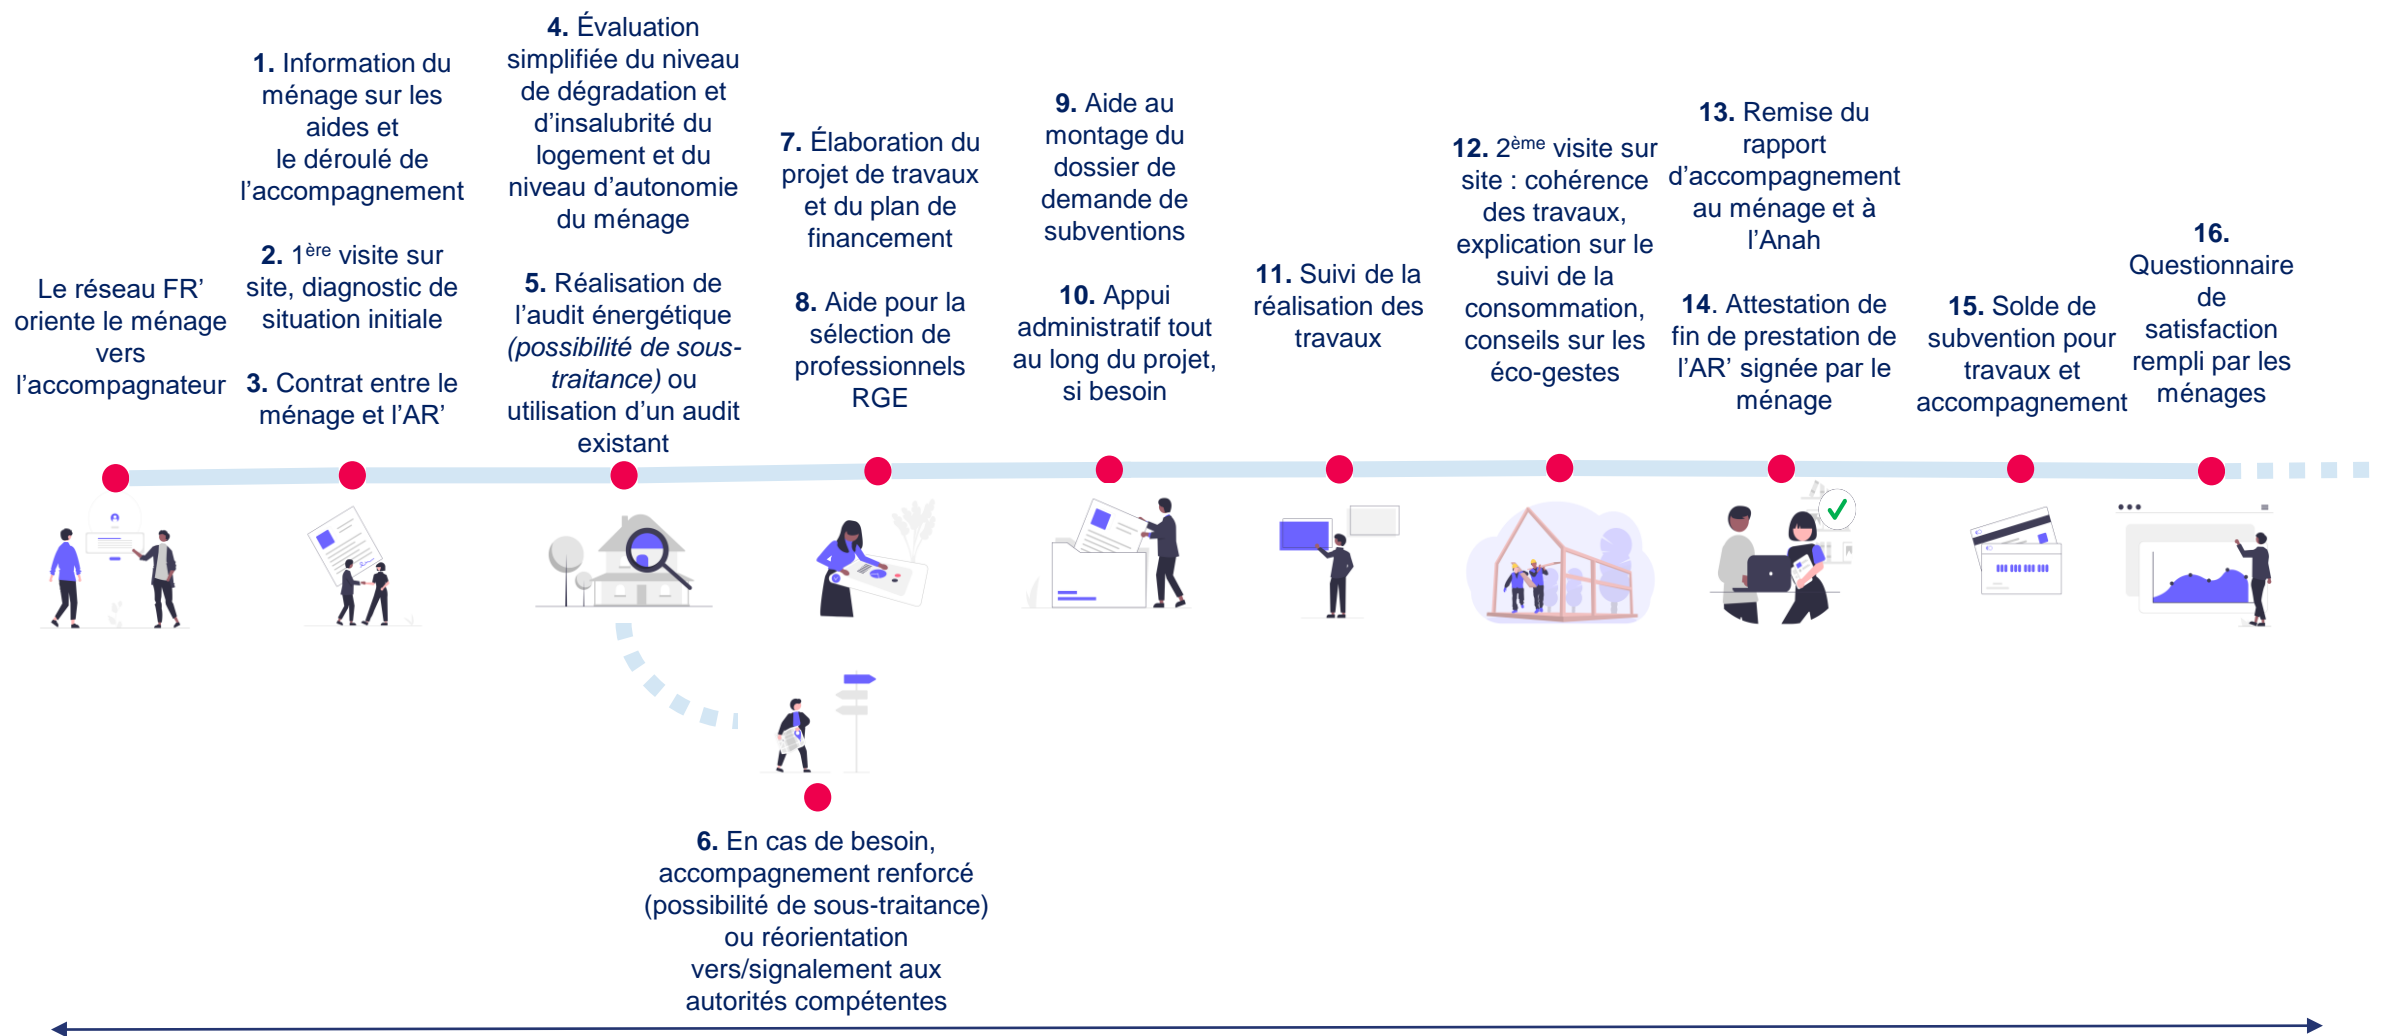 Le réseau FR’
oriente le ménage
vers
l’accompagnateur
1. Information du
ménage sur les
aides et
le déroulé de
l’accompagnement
2. 1ère visite sur
site, diagnostic de
situation initiale
3. Contrat entre le
ménage et l’AR’
4. Évaluation
simplifiée du niveau
de dégradation et
d’insalubrité du
logement et du
niveau d’autonomie
du ménage
5. Réalisation de
l’audit énergétique
(possibilité de sous-
traitance) ou
utilisation d’un audit
existant
6. En cas de besoin,
accompagnement renforcé
(possibilité de sous-traitance)
ou réorientation
vers/signalement aux
autorités compétentes
7. Élaboration du
projet de travaux
et du plan de
financement
8. Aide pour la
sélection de
professionnels
RGE
9. Aide au
montage du
dossier de
demande de
subventions
10. Appui
administratif tout
au long du projet,
si besoin
11. Suivi de la
réalisation des
travaux
12. 2ème visite sur
site : cohérence
des travaux,
explication sur le
suivi de la
consommation,
conseils sur les
éco-gestes
13. Remise du
rapport
d’accompagnement
au ménage et à
l’Anah
14. Attestation de
fin de prestation de
l’AR’ signée par le
ménage
15. Solde de
subvention pour
travaux et
accompagnement
16.
Questionnaire
de
satisfaction
rempli par les
ménages